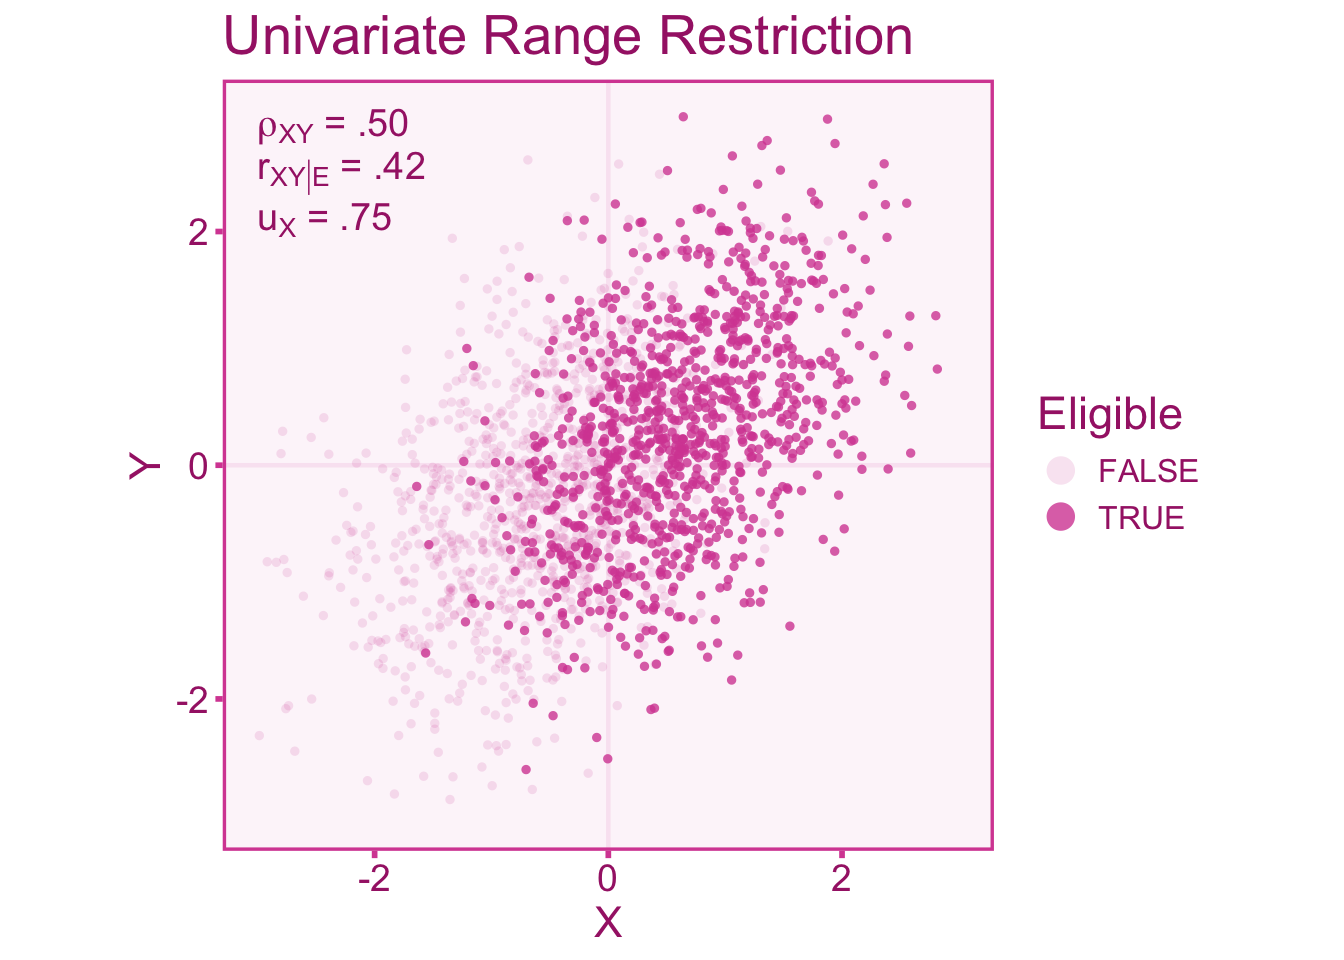 Univariate Range Restriction
ρXY = .50
rXY|E = .42
uX = .75
2
0
-2
Y
-2
0
2
X
Eligible
FALSE
TRUE